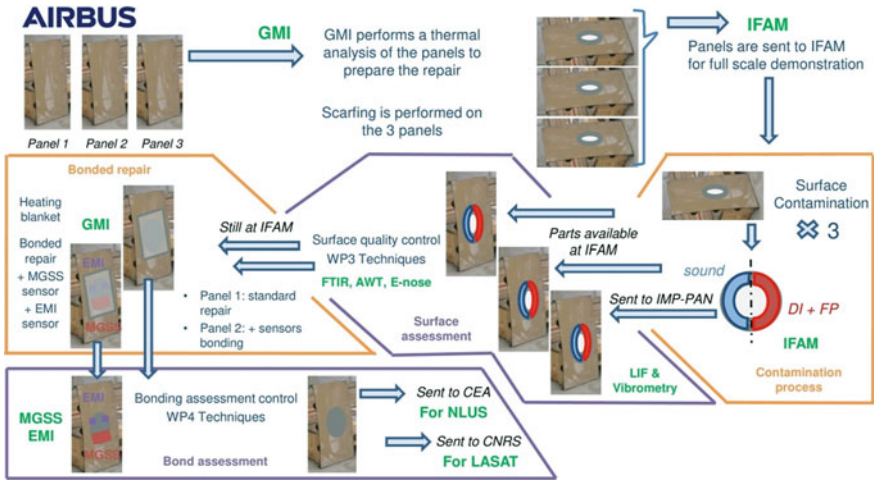 AIRBUS
GMI
GMI performs a thermal
analysis of the panels to
prepare the repair
Scarfing is performed on
the 3 panels
IFAM
Panels are sent to IFAM
for full scale demonstration
Panel 1
Panel 2
Panel 3
Bonded repair
Heating
blanket
GMI
Bonded
repair
+ MGSS
sensor
+ EMI
sensor
EMI
MGSS
Still at IFAM
Surface quality control
WP3 Techniques
FTIR, AWT, E-nose
• Panel 1: standard
repair
• Panel 2: + sensors
bonding
Surface
assessment
Parts available
at IFAM
Sent to IMP-PAN
LIF &
Vibrometry
Surface
Contamination
3
sound
DI + FP
IFAM
Contamination
process
MGSS
EMI
EMI
MGSS
Bonding assessment control
WP4 Techniques
Bond assessment
Sent to CEA
For NLUS
Sent to CNRS
For LASAT